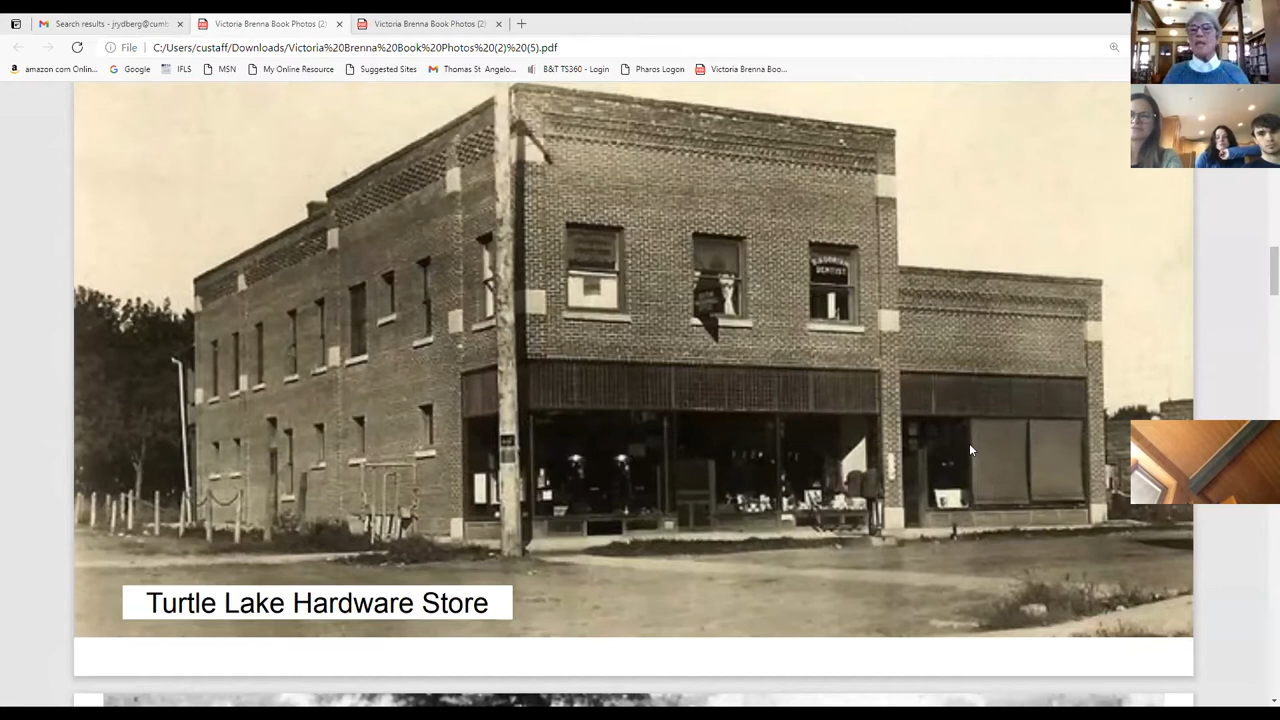 Search results - jrydberg@cumb
Victoria Brenna Book Photos (2)
Victoria Brenna Book Photos (2)
File
C:/Users/custaff/Downloads/Victoria%20Brenna%20Book%20Photos%20(2)%20(5).pdf
amazon com Onlin...
Google
IFLS
MSN
My Online Resource
Suggested Sites
Thomas St. Angelo...
B&T TS360 - Login
Pharos Logon
Victoria Brenna Boo...
DENTIST
Turtle Lake Hardware Store